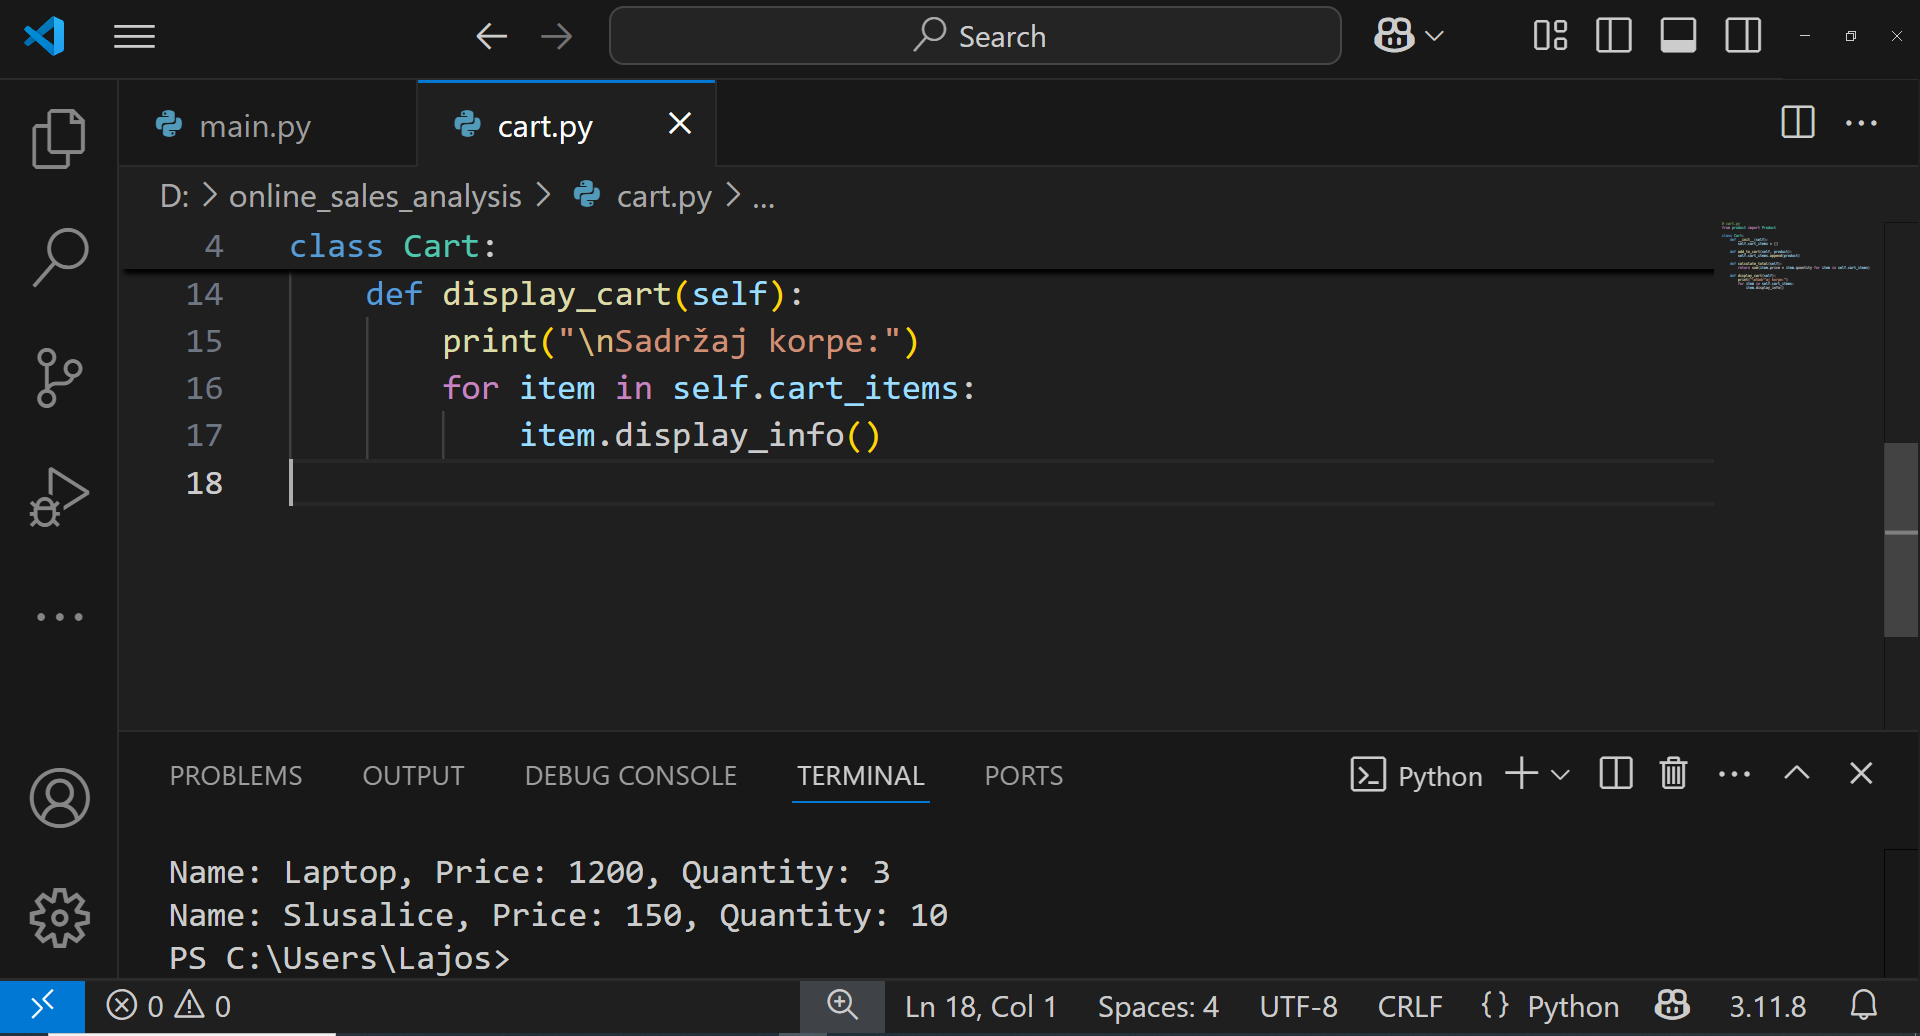 Search
main.py
cart.py
D: > online_sales_analysis > cart.py > ...
4 class Cart:
14 def display_cart(self):
15 print("\nSadržaj korpe:")
16 for item in self.cart_items:
17 item.display_info()
18
PROBLEMS OUTPUT DEBUG CONSOLE TERMINAL PORTS
Python
Name: Laptop, Price: 1200, Quantity: 3
Name: Slusalice, Price: 150, Quantity: 10
PS C:\Users\Lajos>
0 0 Ln 18, Col 1 Spaces: 4 UTF-8 CRLF {} Python 3.11.8